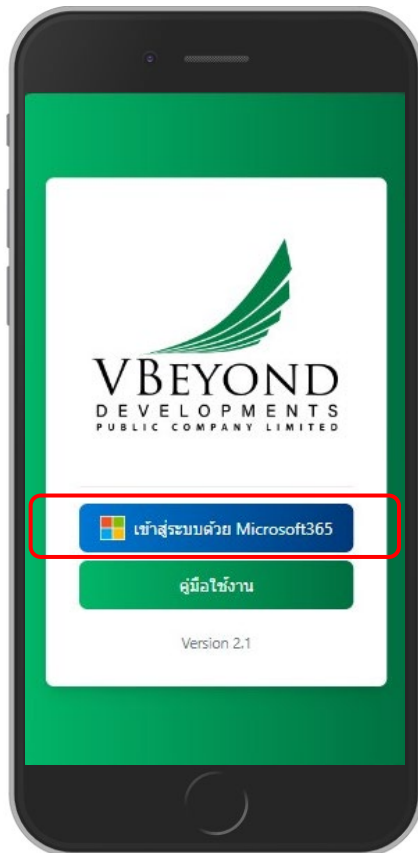 VBEYOND
DEVELOPMENTS
PUBLIC COMPANY LIMITED
เข้าสู่ระบบด้วย Microsoft365
คู่มือใช้งาน
Version 2.1